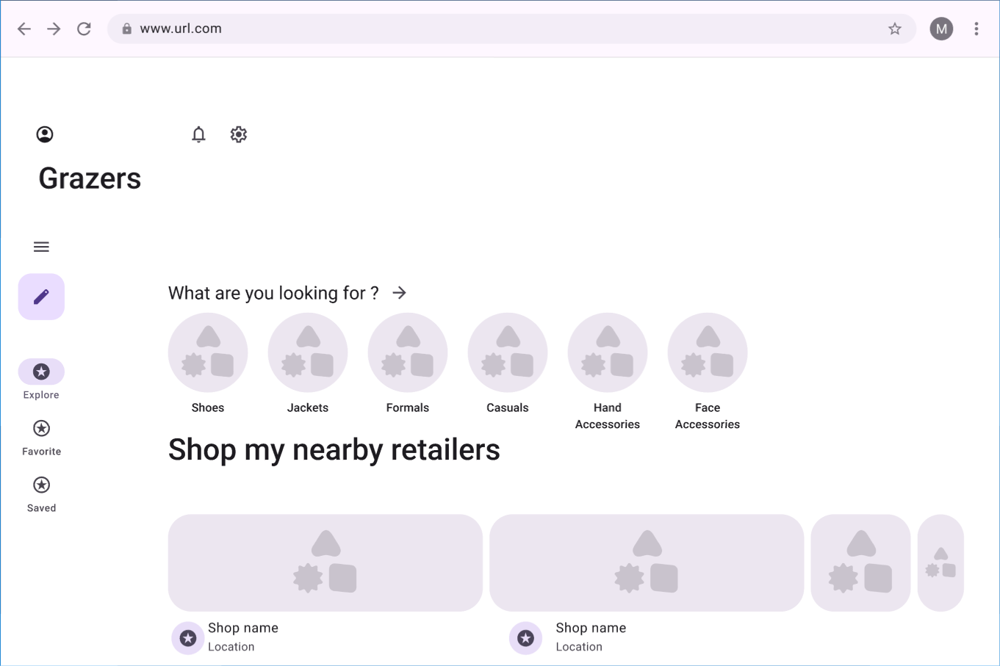 www.url.com
M
Grazers
What are you looking for ?
Shoes
Jackets
Formals
Casuals
Hand
Accessories
Face
Accessories
Explore
Favorite
Saved
Shop my nearby retailers
Shop name
Location
Shop name
Location